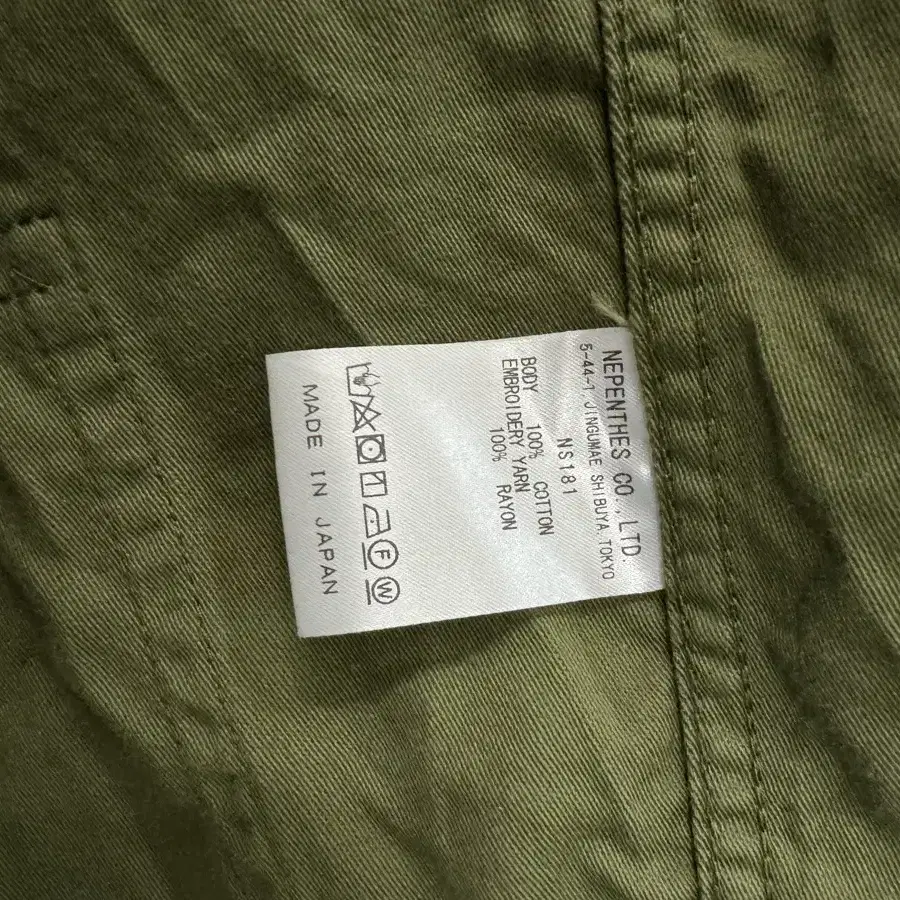 NEPENTHES CO.,LTD.
5-44-1,JINGUMAE SHIBUYA.TOKYO
NS181
BODY
100% COTTON
EMBROIDERY YARN
100% RAYON
F W
MADE IN JAPAN